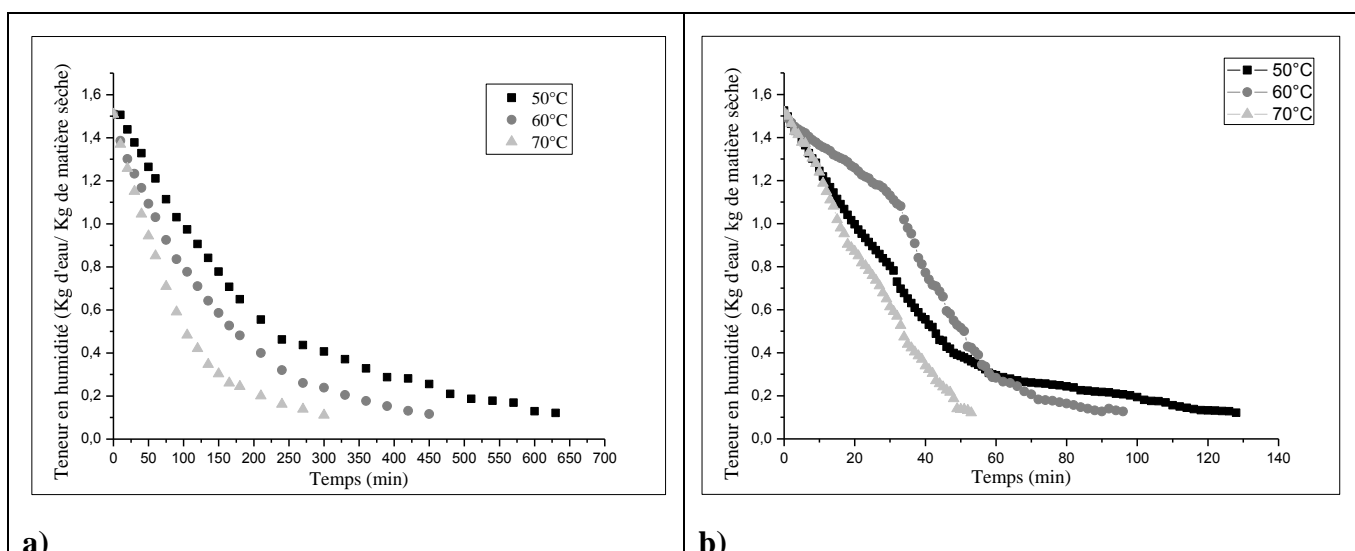 Teneur en humidité (Kg d'eau/ Kg de matière sèche)
1,6
1,4
1,2
1,0
0,8
0,6
0,4
0,2
0,0
50°C
60°C
70°C
0 50 100 150 200 250 300 350 400 450 500 550 600 650 700
Temps (min)
a)
Teneur en humidité (Kg d'eau/ kg de matière sèche)
1,6
1,4
1,2
1,0
0,8
0,6
0,4
0,2
0,0
50°C
60°C
70°C
0 20 40 60 80 100 120 140
Temps (min)
b)